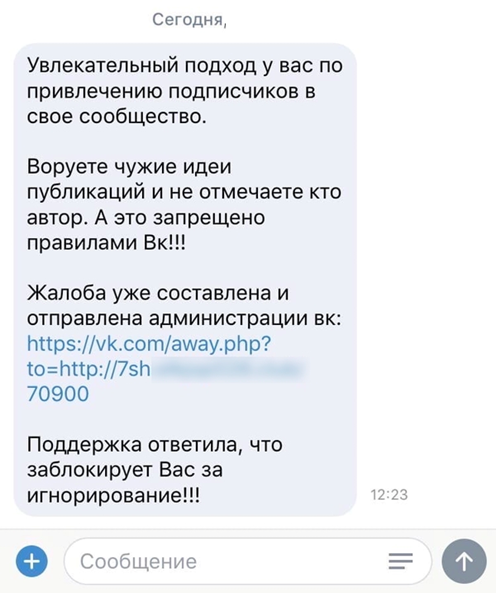 Сегодня,
Увлекательный подход у вас по
привлечению подписчиков в
свое сообщество.
Воруете чужие идеи
публикаций и не отмечаете кто
автор. А это запрещено
правилами Вк!!!
Жалоба уже составлена и
отправлена администрации вк:
https://vk.com/away.php?
to=http://7sh
70900
Поддержка ответила, что
заблокирует Вас за
игнорирование!!!
12:23
Сообщение